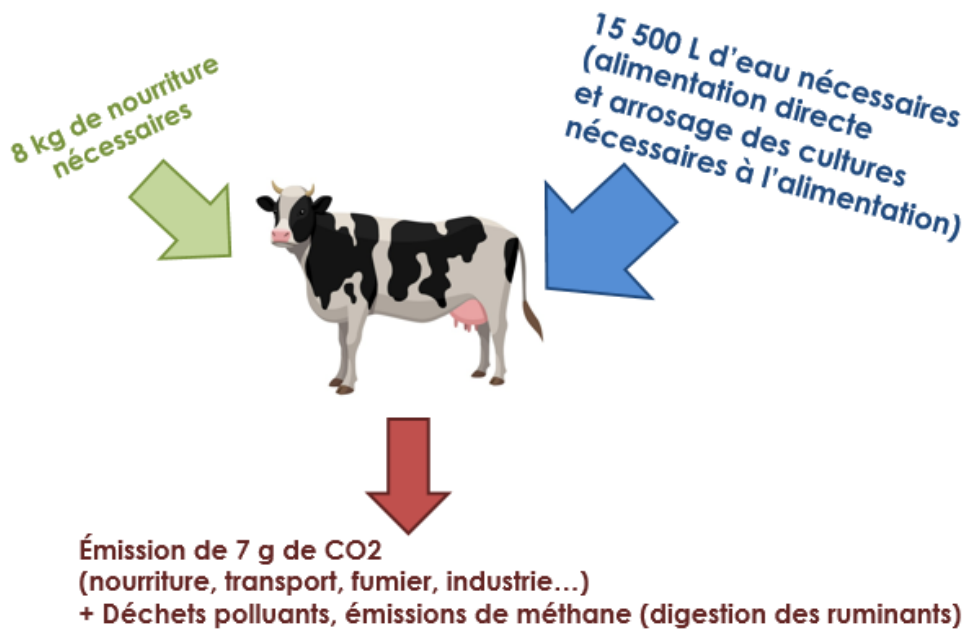 8 kg de nourriture
nécessaires
15 500 L d'eau nécessaires
(alimentation directe
et arrosage des cultures
nécessaires à l'alimentation)
Émission de 7 g de CO2
(nourriture, transport, fumier, industrie...)
+ Déchets polluants, émissions de méthane (digestion des ruminants)